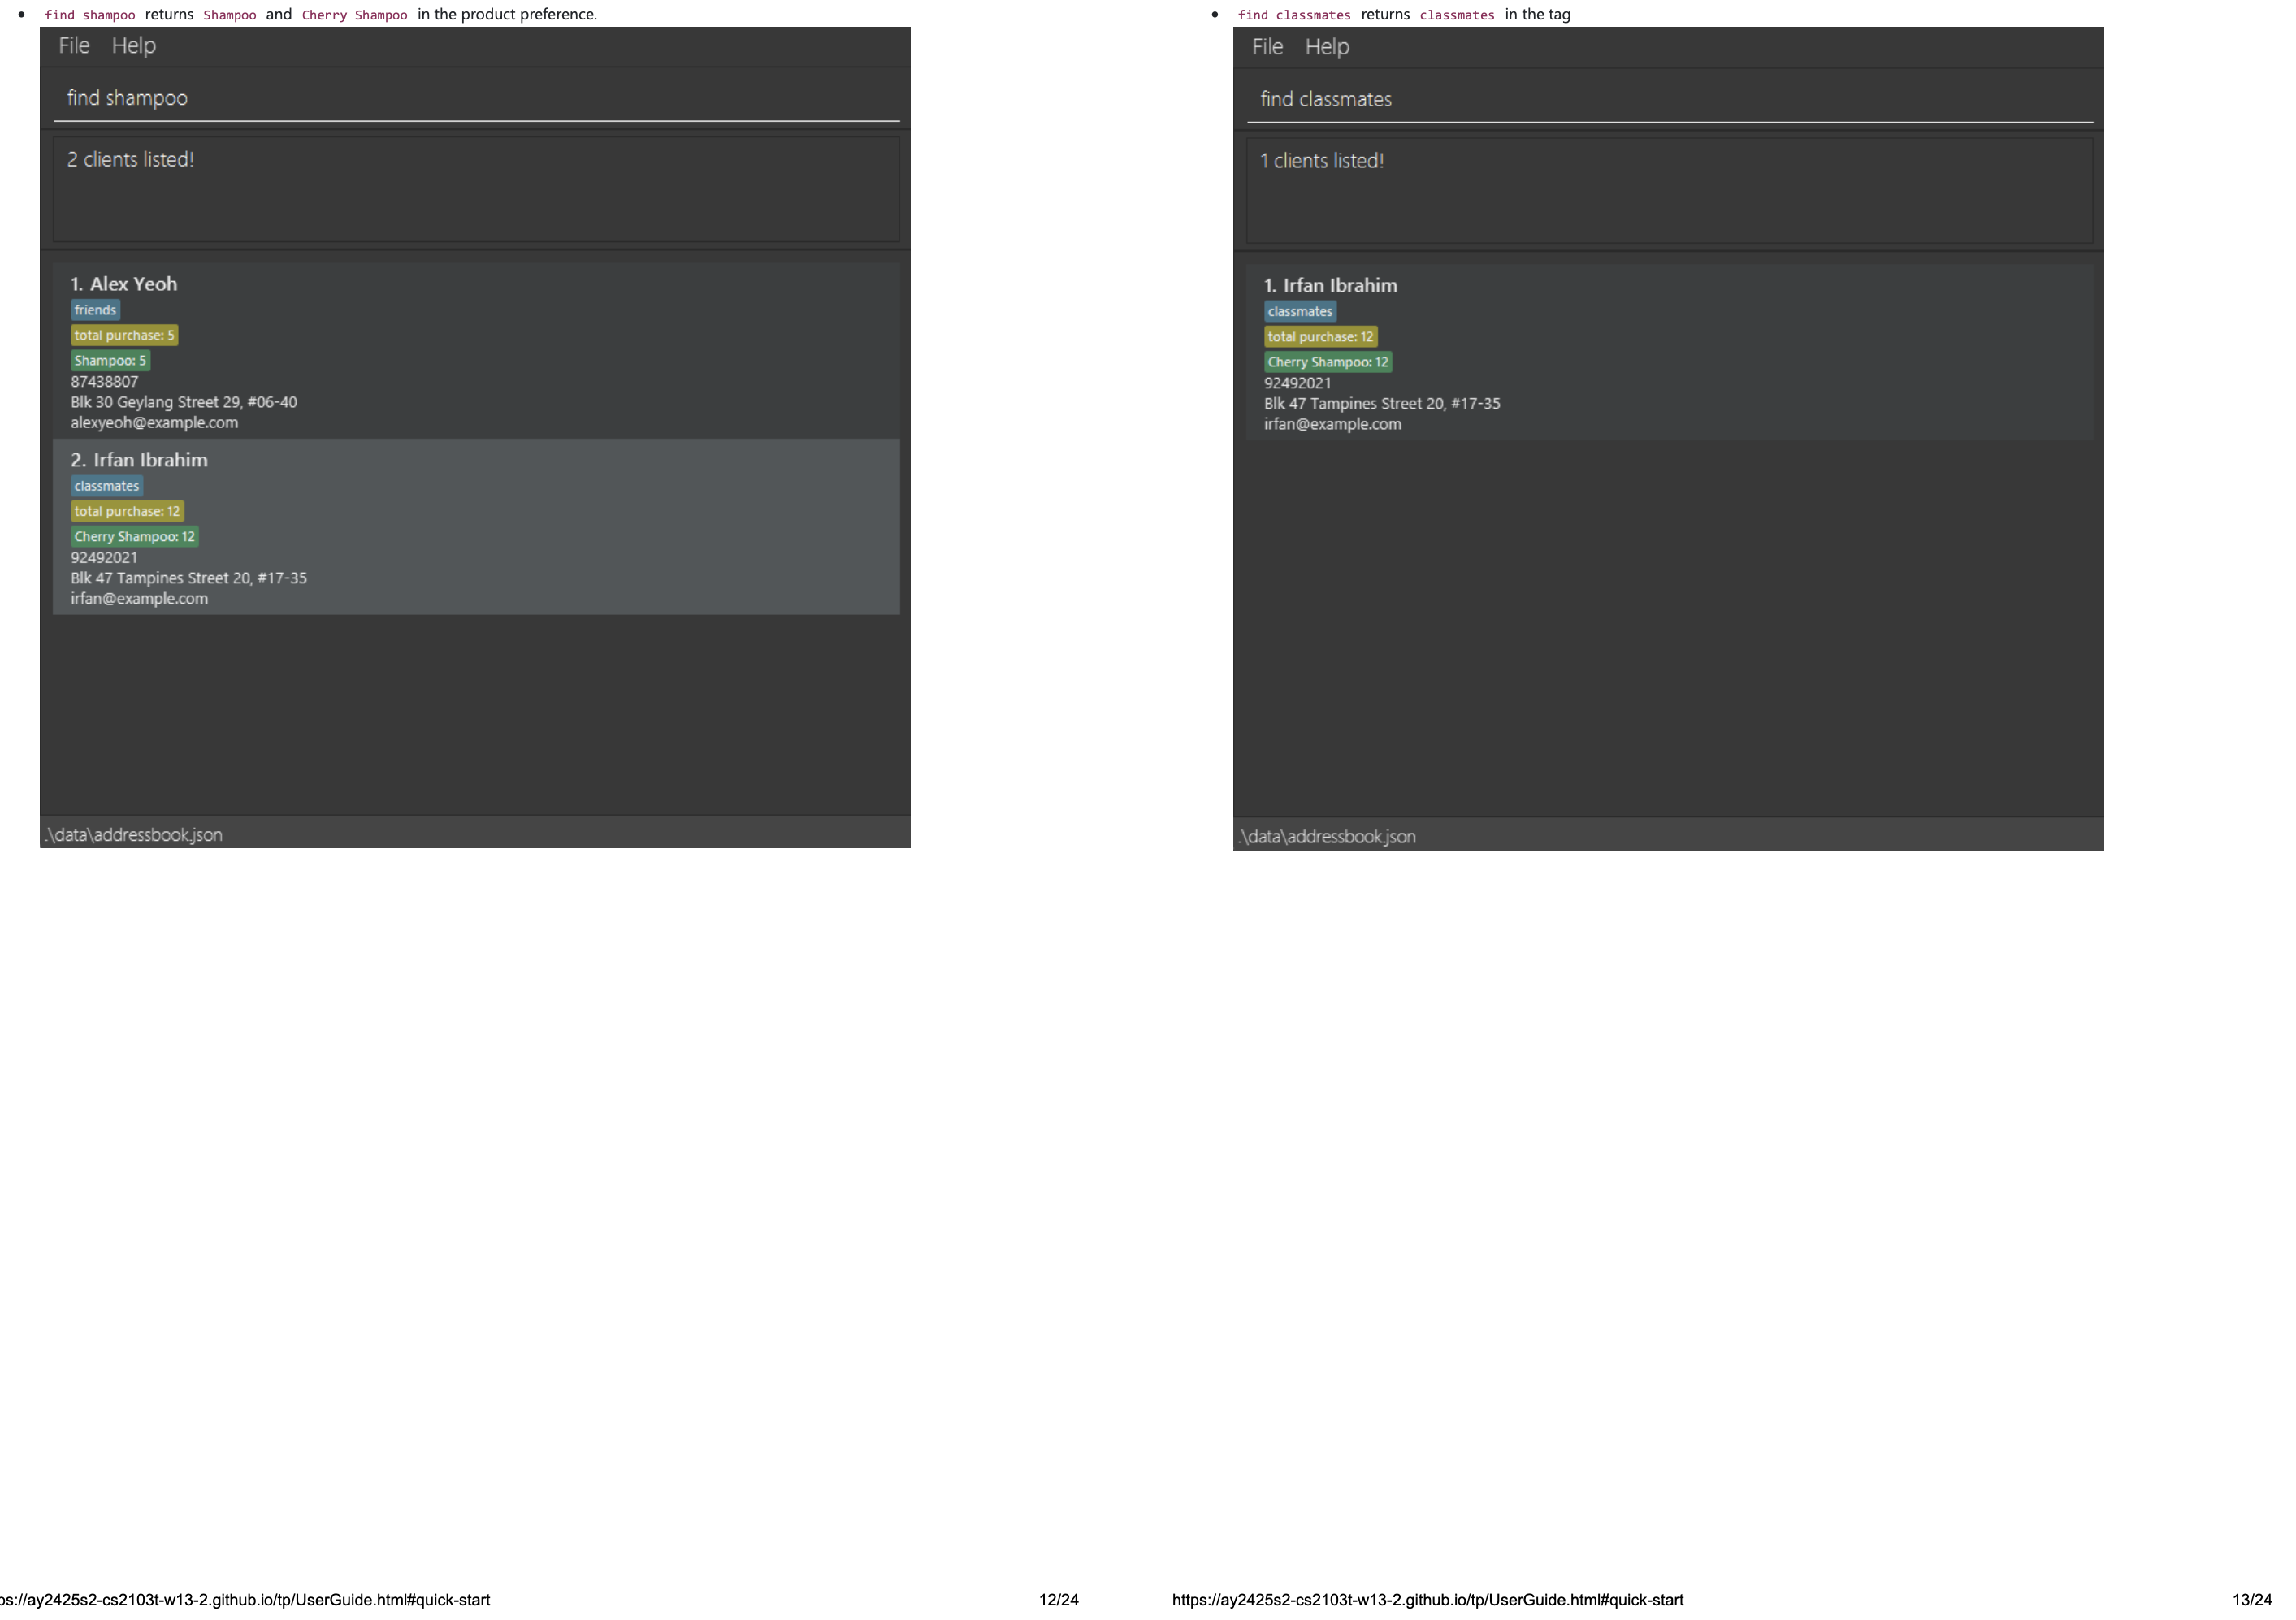 find shampoo returns Shampoo and Cherry Shampoo in the product preference.
File Help
find shampoo
2 clients listed!
1. Alex Yeoh
friends
total purchase: 5
Shampoo: 5
87438807
Blk 30 Geylang Street 29, #06-40
alexyeoh@example.com
2. Irfan Ibrahim
classmates
total purchase: 12
Cherry Shampoo: 12
92492021
Blk 47 Tampines Street 20, #17-35
irfan@example.com
.\data\addressbook.json
ps://ay2425s2-cs2103t-w13-2.github.io/tp/UserGuide.html#quick-start
12/24
find classmates returns classmates in the tag
File Help
find classmates
1 clients listed!
1. Irfan Ibrahim
classmates
total purchase: 12
Cherry Shampoo: 12
92492021
Blk 47 Tampines Street 20, #17-35
irfan@example.com
.\data\addressbook.json
https://ay2425s2-cs2103t-w13-2.github.io/tp/UserGuide.html#quick-start
13/24